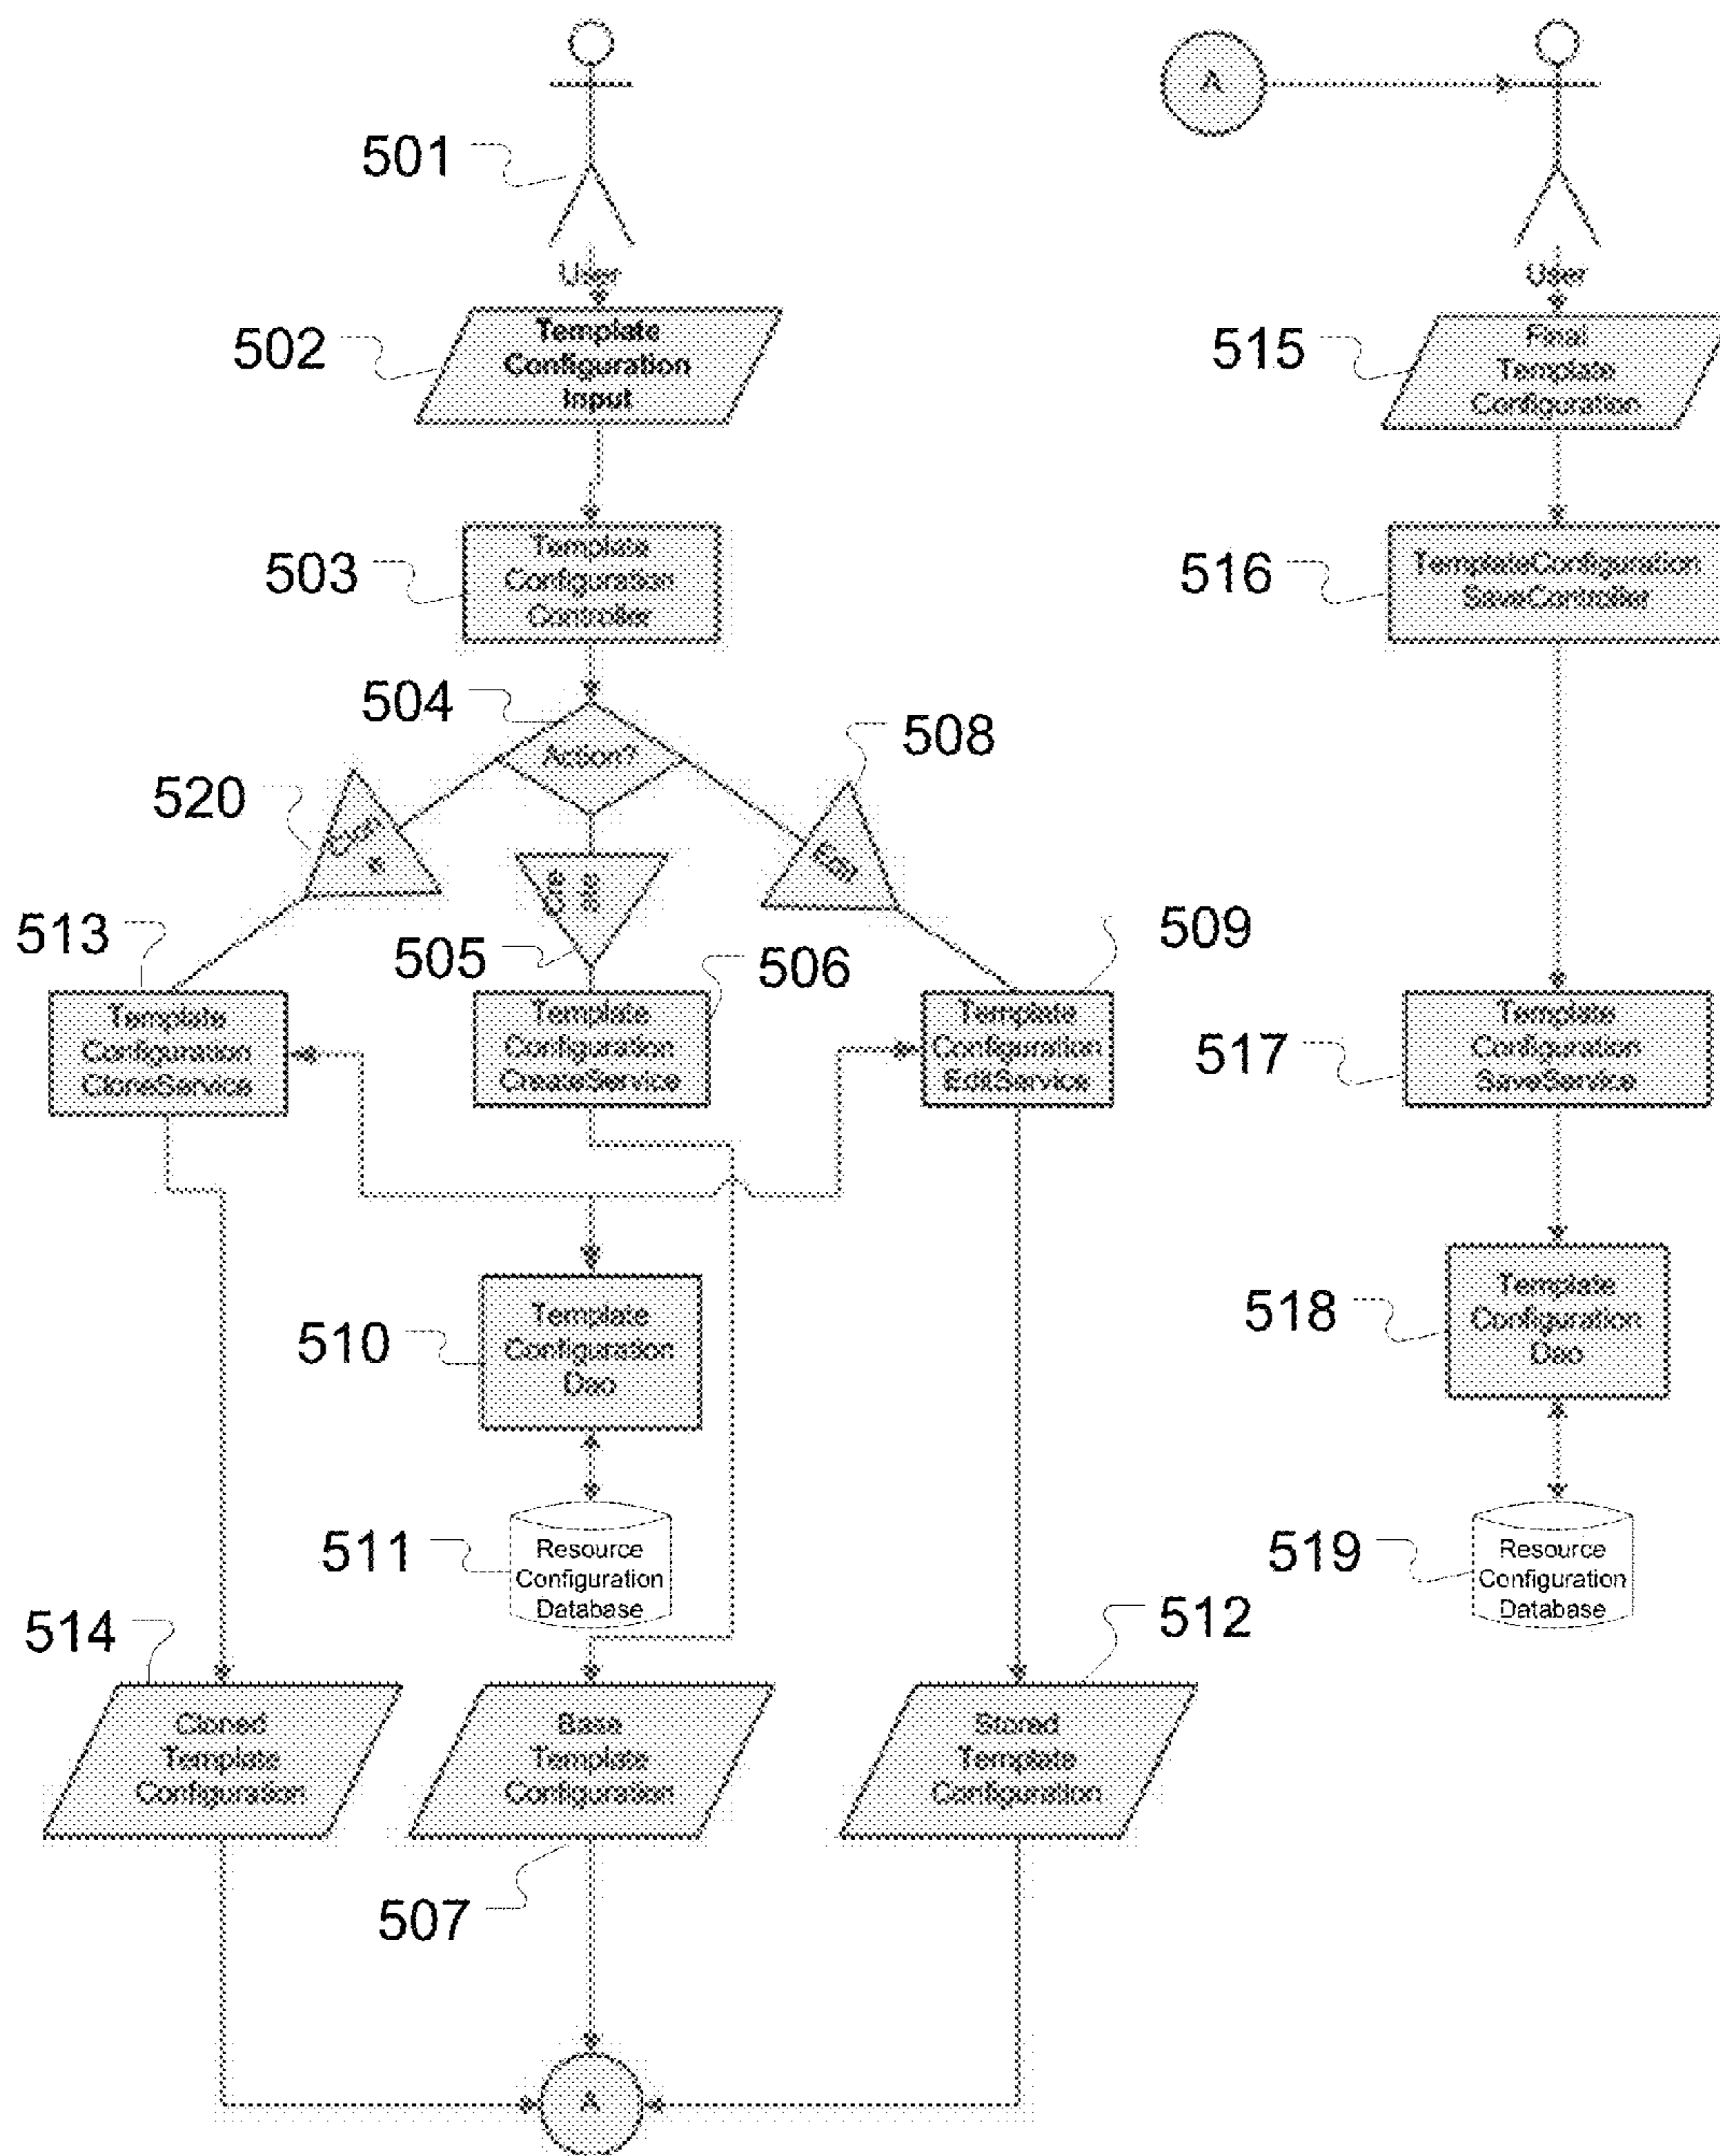 A
501
User
User
502
Template
Configuration
Input
515
Final
Template
Configuration
503
Template
Configuration
Controller
516
TemplateConfiguration
SaveController
504
Action?
508
520
Clon
e
Cre
ate
Edit
505
513
506
509
Template
Configuration
CloneService
Template
Configuration
CreateService
Template
Configuration
EditService
517
Template
Configuration
SaveService
510
Template
Configuration
Dao
518
Template
Configuration
Dao
511
Resource
Configuration
Database
519
Resource
Configuration
Database
514
512
Cloned
Template
Configuration
Base
Template
Configuration
Stored
Template
Configuration
507
A